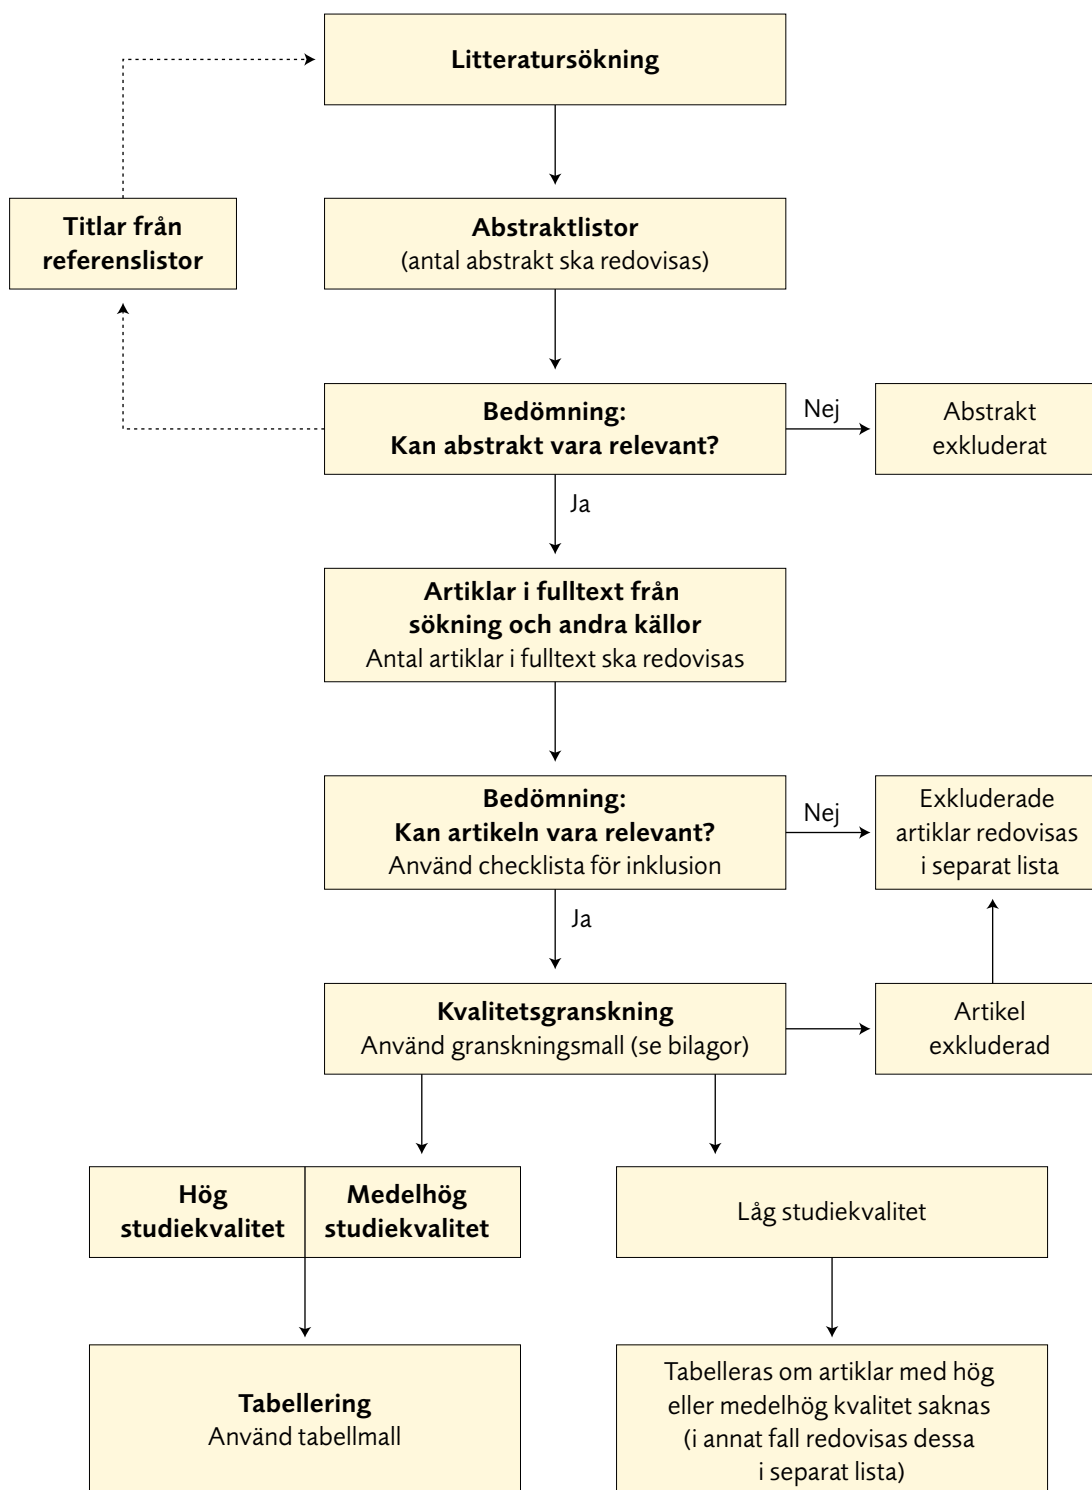 Litteratursökning
Titlar från
referenslistor
Abstraktlistor
(antal abstrakt ska redovisas)
Bedömning:
Kan abstrakt vara relevant?
Nej
Abstrakt
exkluderat
Ja
Artiklar i fulltext från
sökning och andra källor
Antal artiklar i fulltext ska redovisas
Bedömning:
Kan artikeln vara relevant?
Använd checklista för inklusion
Nej
Exkluderade
artiklar redovisas
i separat lista
Ja
Kvalitetsgranskning
Använd granskningsmall (se bilagor)
Artikel
exkluderad
Hög
studiekvalitet
Medelhög
studiekvalitet
Låg studiekvalitet
Tabellering
Använd tabellmall
Tabelleras om artiklar med hög
eller medelhög kvalitet saknas
(i annat fall redovisas dessa
i separat lista)